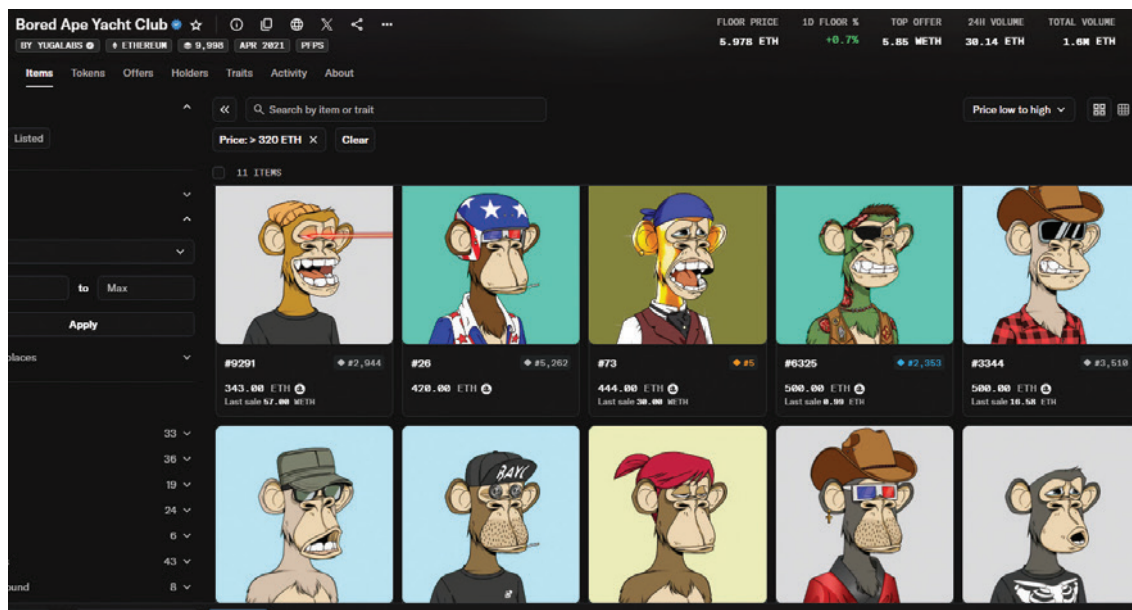 Bored Ape Yacht Club
FLOOR PRICE 1D FLOOR % TOP OFFER 24H VOLUME TOTAL VOLUME
5.978 ETH +0.7% 5.85 WETH 30.14 ETH 1.6M ETH
BY YUGALABS ETHEREUM 9,998 APR 2021 PFPS
Items Tokens Offers Holders Traits Activity About
Search by item or trait
Price low to high
Listed
Price: > 320 ETH Clear
11 ITEMS
to Max
Apply
places
#9291 #2,944
343.00 ETH
Last sale 57.00 WETH
#26 #5,262
420.00 ETH
#73 #5
444.00 ETH
Last sale 30.00 WETH
#6325 #2,353
500.00 ETH
Last sale 0.99 ETH
#3344 #3,510
500.00 ETH
Last sale 16.58 ETH
33
36
19
24
6
43
ound 8
BAYC